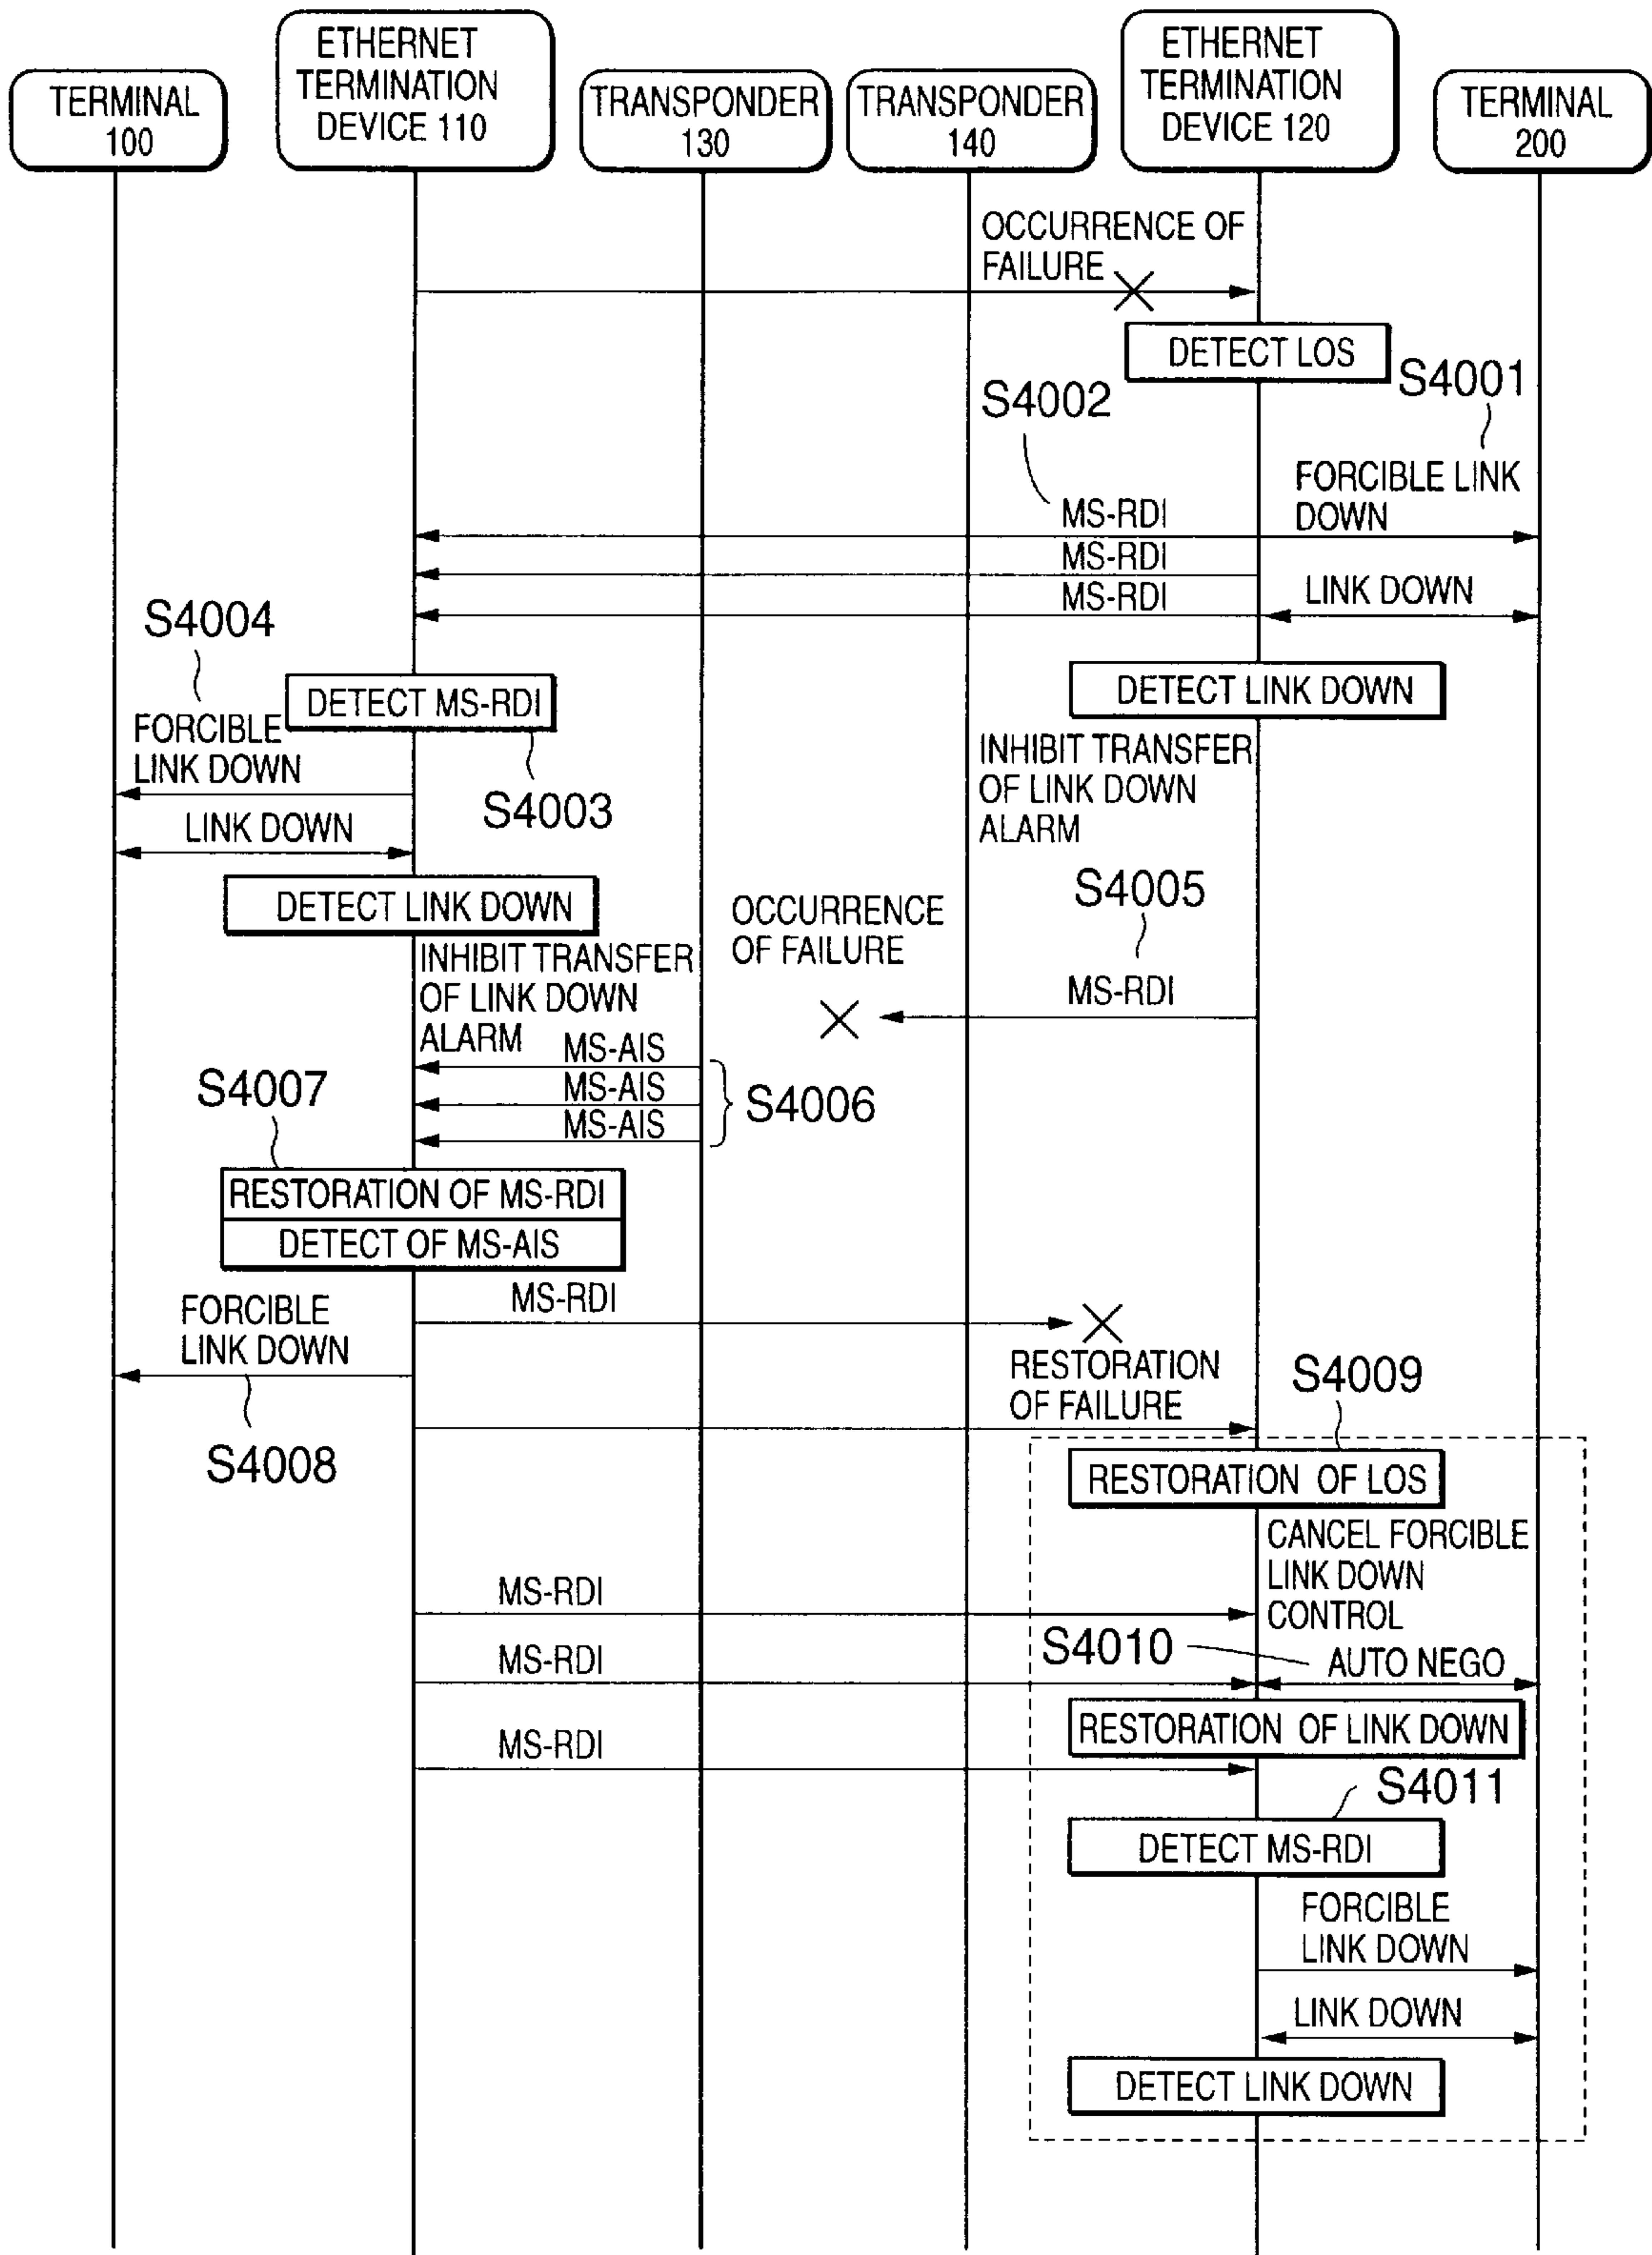 ETHERNET
TERMINATION
DEVICE 110
ETHERNET
TERMINATION
DEVICE 120
TERMINAL
100
TRANSPONDER
130
TRANSPONDER
140
TERMINAL
200
OCCURRENCE OF
FAILURE
DETECT LOS
S4001
S4002
FORCIBLE LINK
DOWN
MS-RDI
MS-RDI
MS-RDI
LINK DOWN
S4004
DETECT MS-RDI
DETECT LINK DOWN
FORCIBLE
LINK DOWN
S4003
INHIBIT TRANSFER
OF LINK DOWN
ALARM
LINK DOWN
DETECT LINK DOWN
OCCURRENCE
OF FAILURE
S4005
MS-RDI
INHIBIT TRANSFER
OF LINK DOWN
ALARM
MS-AIS
MS-AIS
MS-AIS
S4006
S4007
RESTORATION OF MS-RDI
DETECT OF MS-AIS
MS-RDI
FORCIBLE
LINK DOWN
S4008
RESTORATION
OF FAILURE
S4009
RESTORATION OF LOS
CANCEL FORCIBLE
LINK DOWN
CONTROL
MS-RDI
S4010
AUTO NEGO
MS-RDI
RESTORATION OF LINK DOWN
MS-RDI
S4011
DETECT MS-RDI
FORCIBLE
LINK DOWN
LINK DOWN
DETECT LINK DOWN